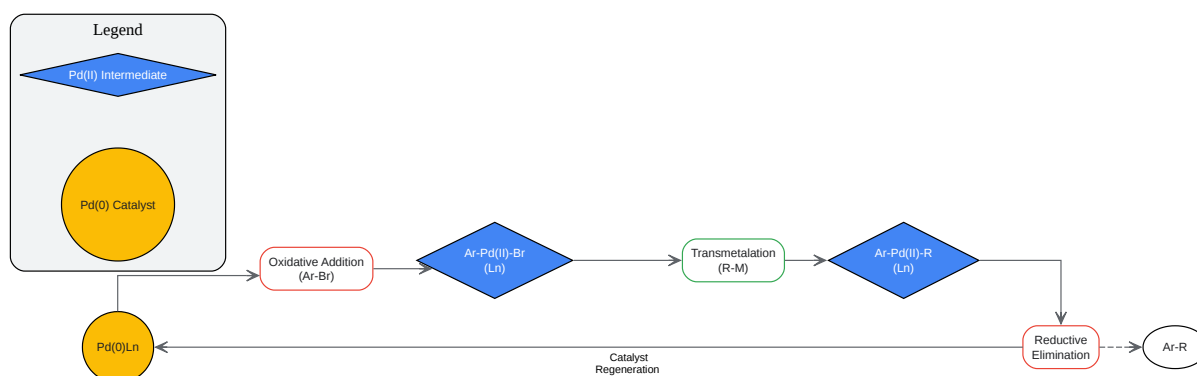 Legend
Pd(II) Intermediate
Pd(0) Catalyst
Oxidative Addition
(Ar-Br)
Ar-Pd(II)-Br
(Ln)
Transmetalation
(R-M)
Ar-Pd(II)-R
(Ln)
Pd(0)Ln
Catalyst
Regeneration
Reductive
Elimination
Ar-R